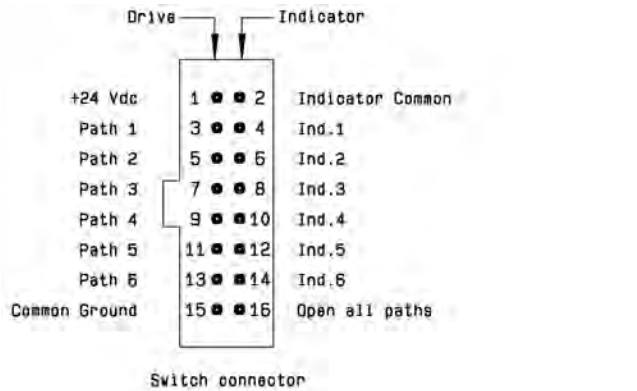 Drive Indicator
+24 Vdc 1 2 Indicator Common
Path 1 3 4 Ind.1
Path 2 5 6 Ind.2
Path 3 7 8 Ind.3
Path 4 9 10 Ind.4
Path 5 11 12 Ind.5
Path 6 13 14 Ind.6
Common Ground 15 16 Open all paths
Switch connector